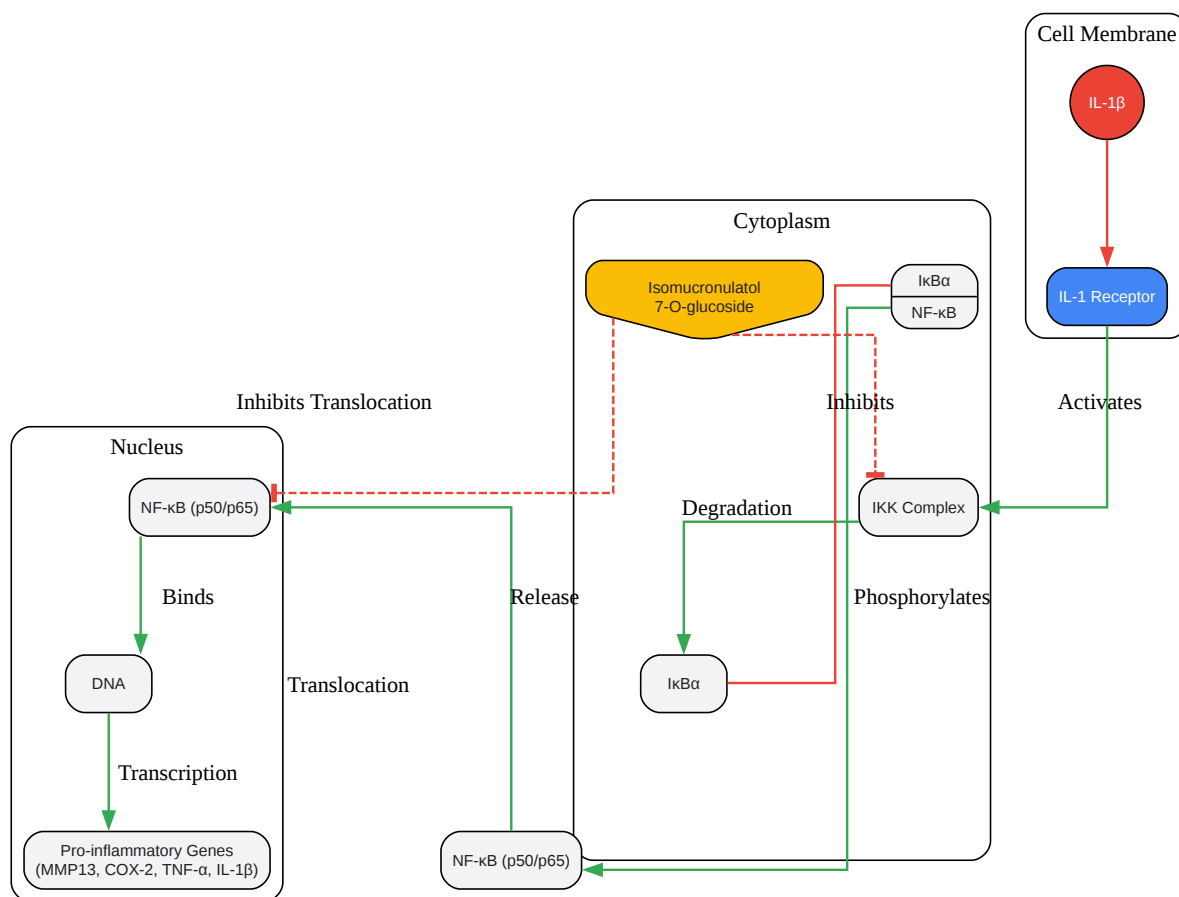 Cell Membrane
IL-1β
IL-1 Receptor
Activates
Cytoplasm
Isomucronulatol
7-O-glucoside
IκBα
NF-κB
Inhibits
IKK Complex
Degradation
Phosphorylates
IκBα
Release
NF-κB (p50/p65)
Inhibits Translocation
Translocation
Nucleus
NF-κB (p50/p65)
Binds
DNA
Transcription
Pro-inflammatory Genes
(MMP13, COX-2, TNF-α, IL-1β)